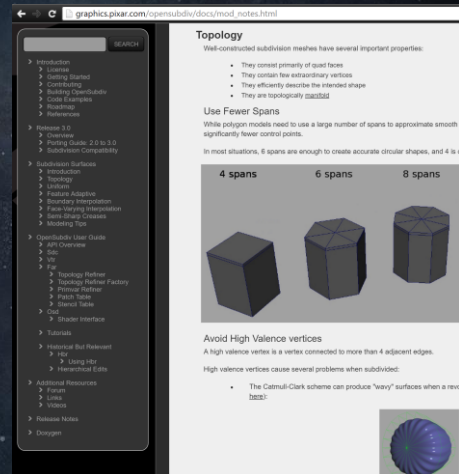 graphics.pixar.com/opensubdiv/docs/mod_notes.html
SEARCH
Introduction
License
Getting Started
Contributing
Building OpenSubdiv
Code Examples
Roadmap
References
Release 3.0
Overview
Porting Guide: 2.0 to 3.0
Subdivision Compatibility
Subdivision Surfaces
Introduction
Topology
Uniform
Feature Adaptive
Boundary Interpolation
Face-Varying Interpolation
Semi-Sharp Creases
Modeling Tips
OpenSubdiv User Guide
API Overview
Sdc
Vtr
Far
Topology Refiner
Topology Refiner Factory
Primvar Refiner
Patch Table
Stencil Table
Osd
Shader Interface
Tutorials
Historical But Relevant
Hbr
Using Hbr
Hierarchical Edits
Additional Resources
Forum
Links
Videos
Release Notes
Doxygen
Topology
Well-constructed subdivision meshes have several important properties:
They consist primarily of quad faces
They contain few extraordinary vertices
They efficiently describe the intended shape
They are topologically manifold
Use Fewer Spans
While polygon models need to use a large number of spans to approximate smooth
significantly fewer control points.
In most situations, 6 spans are enough to create accurate circular shapes, and 4 is
4 spans 6 spans 8 spans
Avoid High Valence vertices
A high valence vertex is a vertex connected to more than 4 adjacent edges.
High valence vertices cause several problems when subdivided:
The Catmull-Clark scheme can produce "wavy" surfaces when a
here):